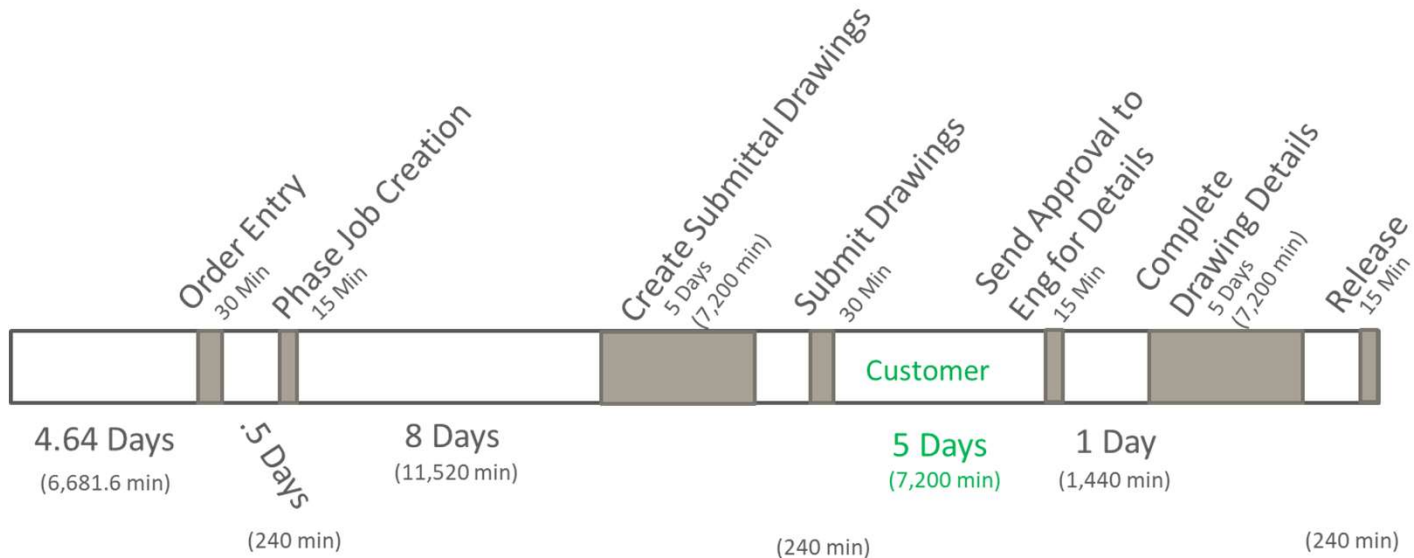 Order Entry
30 Min
Phase Job Creation
15 Min
Create Submittal Drawings
5 Days
(7,200 min)
Submit Drawings
30 Min
Send Approval to
Eng for Details
15 Min
Complete
Drawing Details
5 Days
(7,200 min)
Release
15 Min
Customer
4.64 Days
(6,681.6 min)
.5 Days
(240 min)
8 Days
(11,520 min)
(240 min)
5 Days
(7,200 min)
1 Day
(1,440 min)
(240 min)